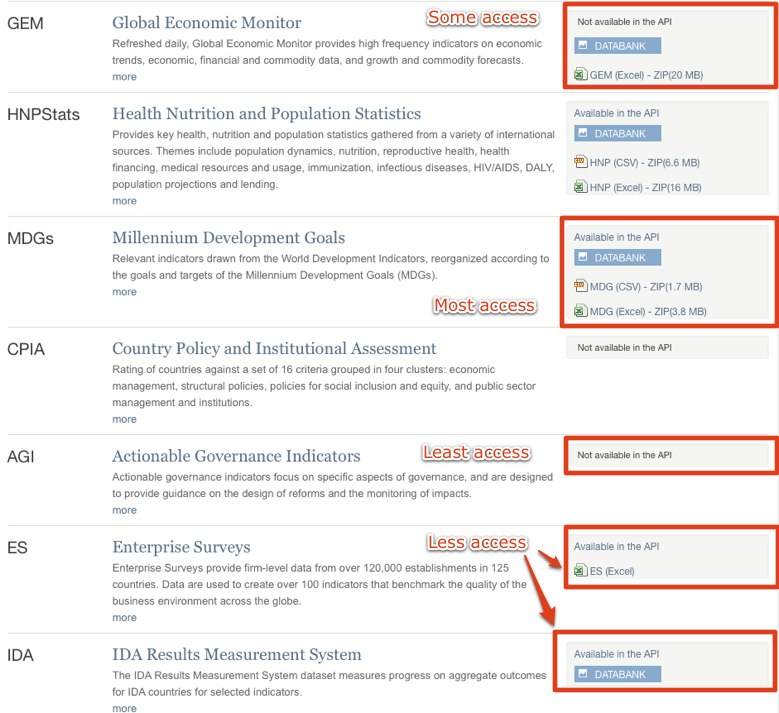 GEM
Global Economic Monitor
Some access
Refreshed daily, Global Economic Monitor provides high frequency indicators on economic
trends, economic, financial and commodity data, and growth and commodity forecasts.
more
Not available in the API
DATABANK
GEM (Excel) - ZIP(20 MB)
HNPStats
Health Nutrition and Population Statistics
Provides key health, nutrition and population statistics gathered from a variety of international
sources. Themes include population dynamics, nutrition, reproductive health, health
financing, medical resources and usage, immunization, infectious diseases, HIV/AIDS, DALY,
population projections and lending.
more
Available in the API
DATABANK
HNP (CSV) - ZIP(6.6 MB)
HNP (Excel) - ZIP(16 MB)
MDGs
Millennium Development Goals
Relevant indicators drawn from the World Development Indicators, reorganized according to
the goals and targets of the Millennium Development Goals (MDGs).
more
Most access
Available in the API
DATABANK
MDG (CSV) - ZIP(1.7 MB)
MDG (Excel) - ZIP(3.8 MB)
CPIA
Country Policy and Institutional Assessment
Rating of countries against a set of 16 criteria grouped in four clusters: economic
management, structural policies, policies for social inclusion and equity, and public sector
management and institutions.
more
Not available in the API
AGI
Actionable Governance Indicators
Least access
Actionable governance indicators focus on specific aspects of governance, and are designed
to provide guidance on the design of reforms and the monitoring of impacts.
more
Not available in the API
ES
Enterprise Surveys
Less access
Enterprise Surveys provide firm-level data from over 120,000 establishments in 125
countries. Data are used to create over 100 indicators that benchmark the quality of the
business environment across the globe.
more
Available in the API
ES (Excel)
IDA
IDA Results Measurement System
The IDA Results Measurement System dataset measures progress on aggregate outcomes
for IDA countries for selected indicators.
more
Available in the API
DATABANK